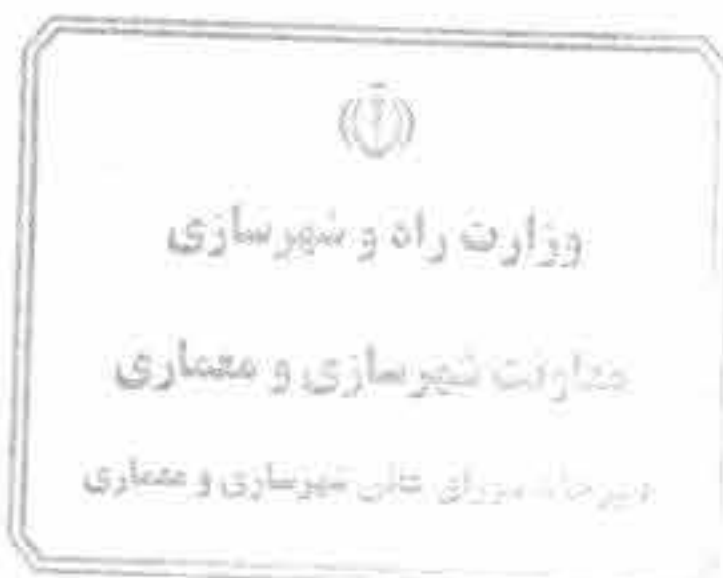 وزارت راه و شهرسازی
معاونت شهرسازی و معماری
دبیرخانه شورای عالی شهرسازی و معماری